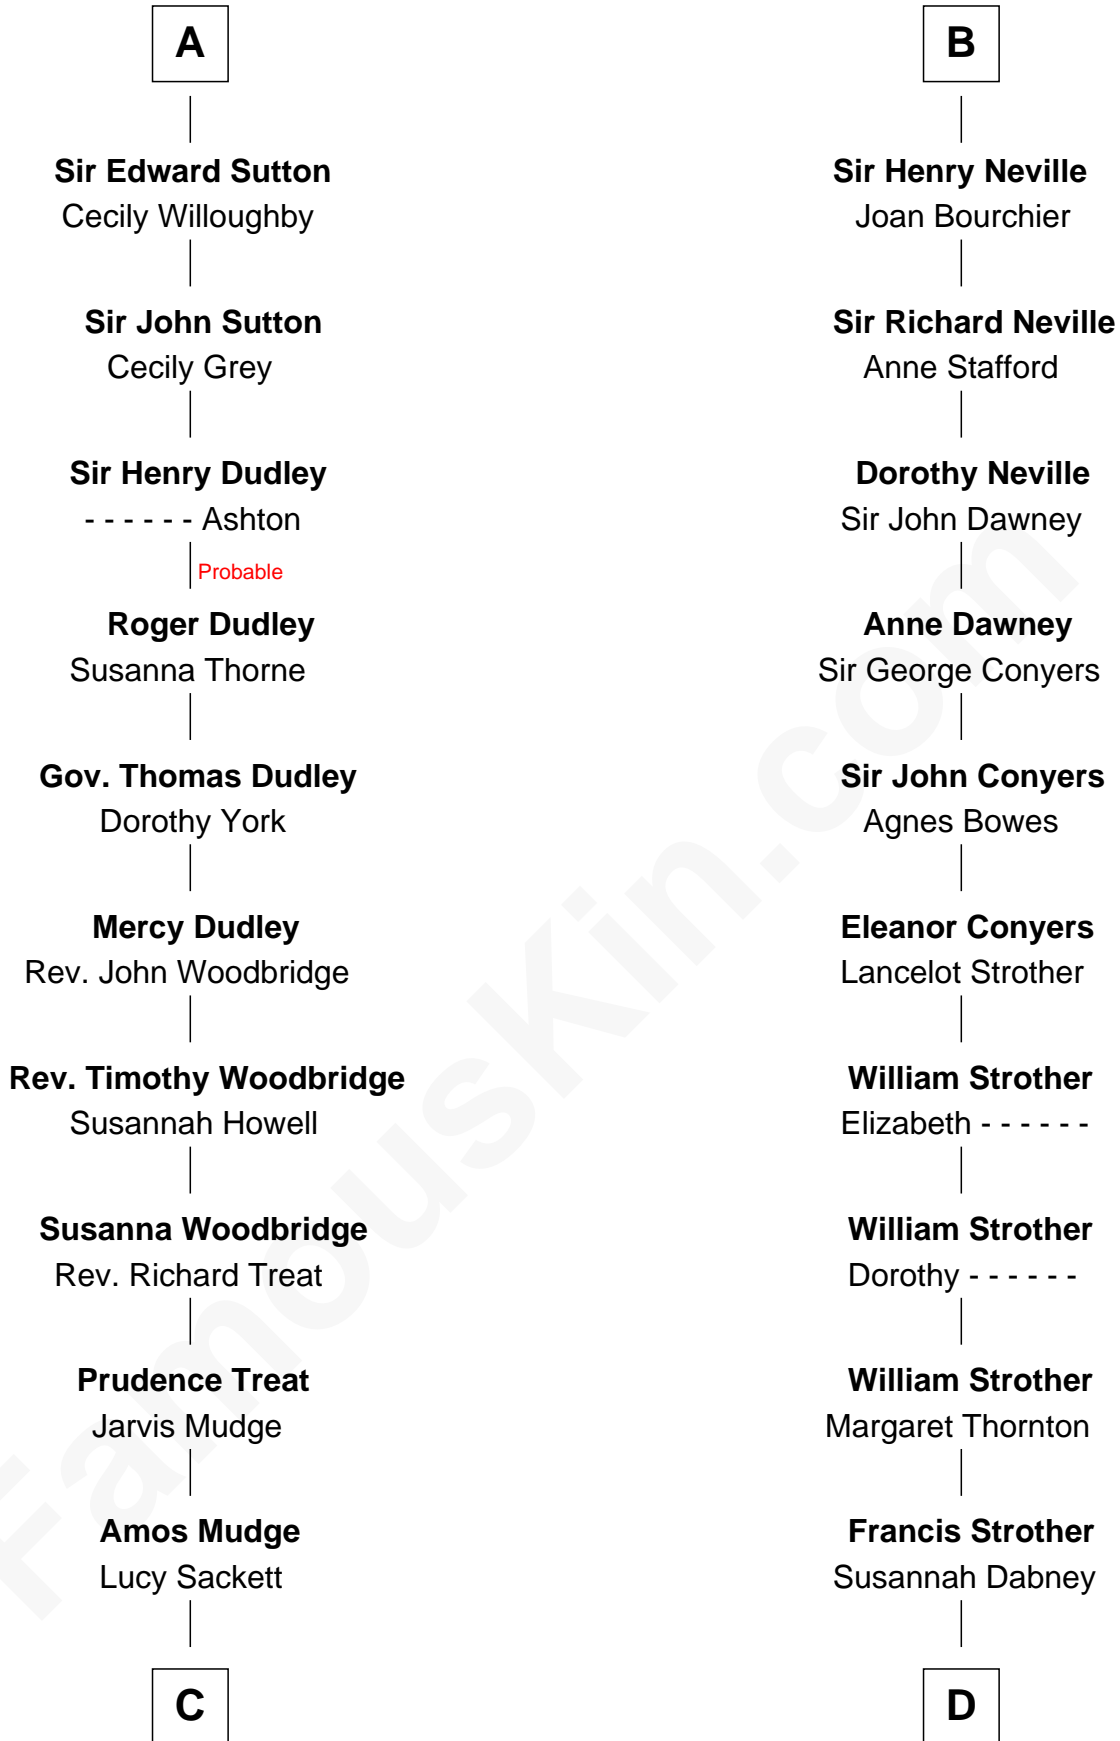 A
Sir Edward Sutton
Cecily Willoughby
Sir John Sutton
Cecily Grey
Sir Henry Dudley
- - - - - - Ashton
Probable
Roger Dudley
Susanna Thorne
Gov. Thomas Dudley
Dorothy York
Mercy Dudley
Rev. John Woodbridge
Rev. Timothy Woodbridge
Susannah Howell
Susanna Woodbridge
Rev. Richard Treat
Prudence Treat
Jarvis Mudge
Amos Mudge
Lucy Sackett
C
B
Sir Henry Neville
Joan Bourchier
Sir Richard Neville
Anne Stafford
Dorothy Neville
Sir John Dawney
Anne Dawney
Sir George Conyers
Sir John Conyers
Agnes Bowes
Eleanor Conyers
Lancelot Strother
William Strother
Elizabeth - - - - - -
William Strother
Dorothy - - - - - -
William Strother
Margaret Thornton
Francis Strother
Susannah Dabney
D
FamousKin.com